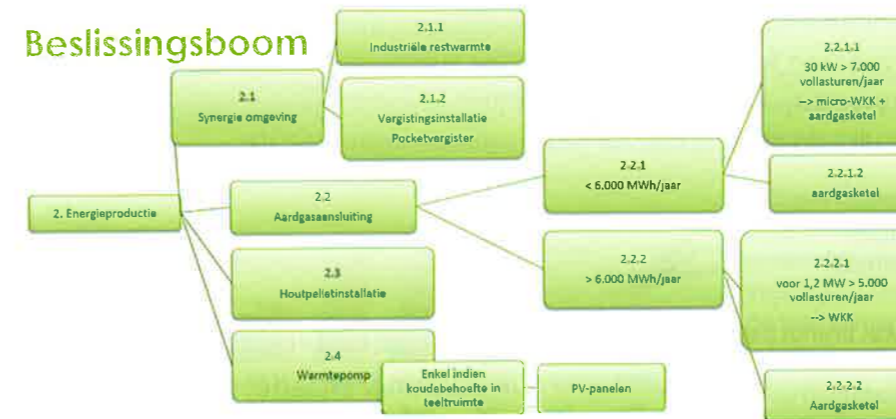 Beslissingsboom
2. Energieproductie
2.1
Synergie omgeving
2.1.1
Industriële restwarmte
2.1.2
Vergistingsinstallatie
Pocketvergister
2.2
Aardgasaansluiting
2.2.1
< 6.000 MWh/jaar
2.2.1.1
30 kW > 7.000
vollasturen/jaar
--> micro-WKK +
aardgasketel
2.2.1.2
aardgasketel
2.2.2
> 6.000 MWh/jaar
2.2.2.1
voor 1,2 MW > 5.000
vollasturen/jaar
--> WKK
2.2.2.2
Aardgasketel
2.3
Houtpelletinstallatie
2.4
Warmtepomp
Enkel indien
koudebehoefte in
teeltruimte
PV-panelen